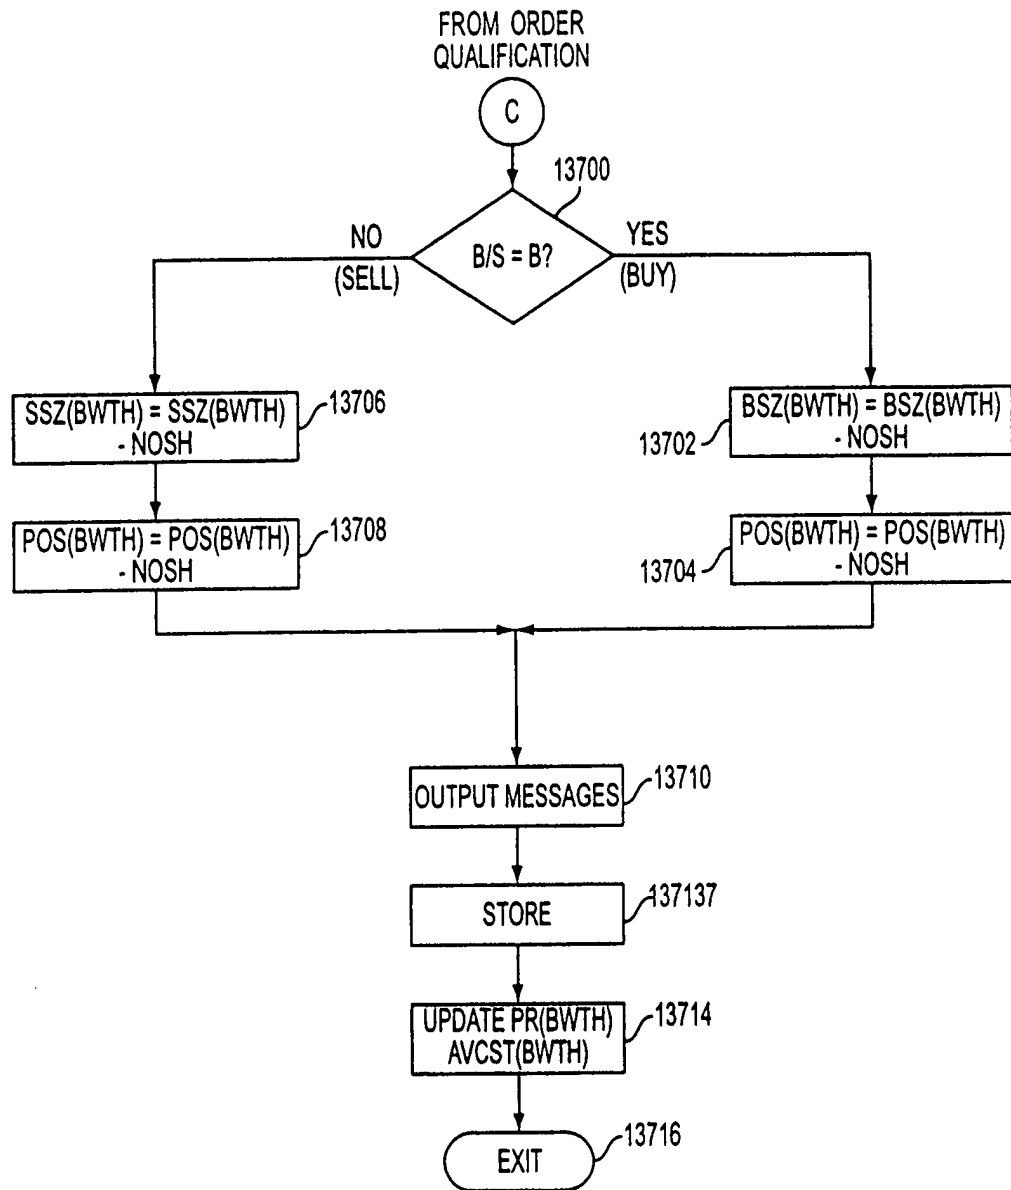 FROM ORDER
QUALIFICATION
C
13700
B/S = B?
NO
(SELL)
YES
(BUY)
SSZ(BWTH) = SSZ(BWTH)
- NOSH
13706
BSZ(BWTH) = BSZ(BWTH)
- NOSH
13702
POS(BWTH) = POS(BWTH)
- NOSH
13708
POS(BWTH) = POS(BWTH)
- NOSH
13704
OUTPUT MESSAGES
13710
STORE
137137
UPDATE PR(BWTH)
AVCST(BWTH)
13714
EXIT
13716